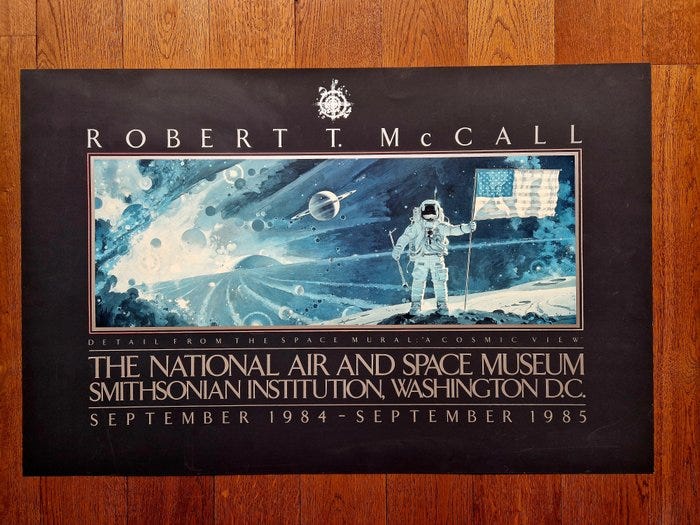 ROBERT T. McCALL
DETAIL FROM THE SPACE MURAL: A COSMIC VIEW
THE NATIONAL AIR AND SPACE MUSEUM
SMITHSONIAN INSTITUTION, WASHINGTON D.C.
SEPTEMBER 1984 - SEPTEMBER 1985